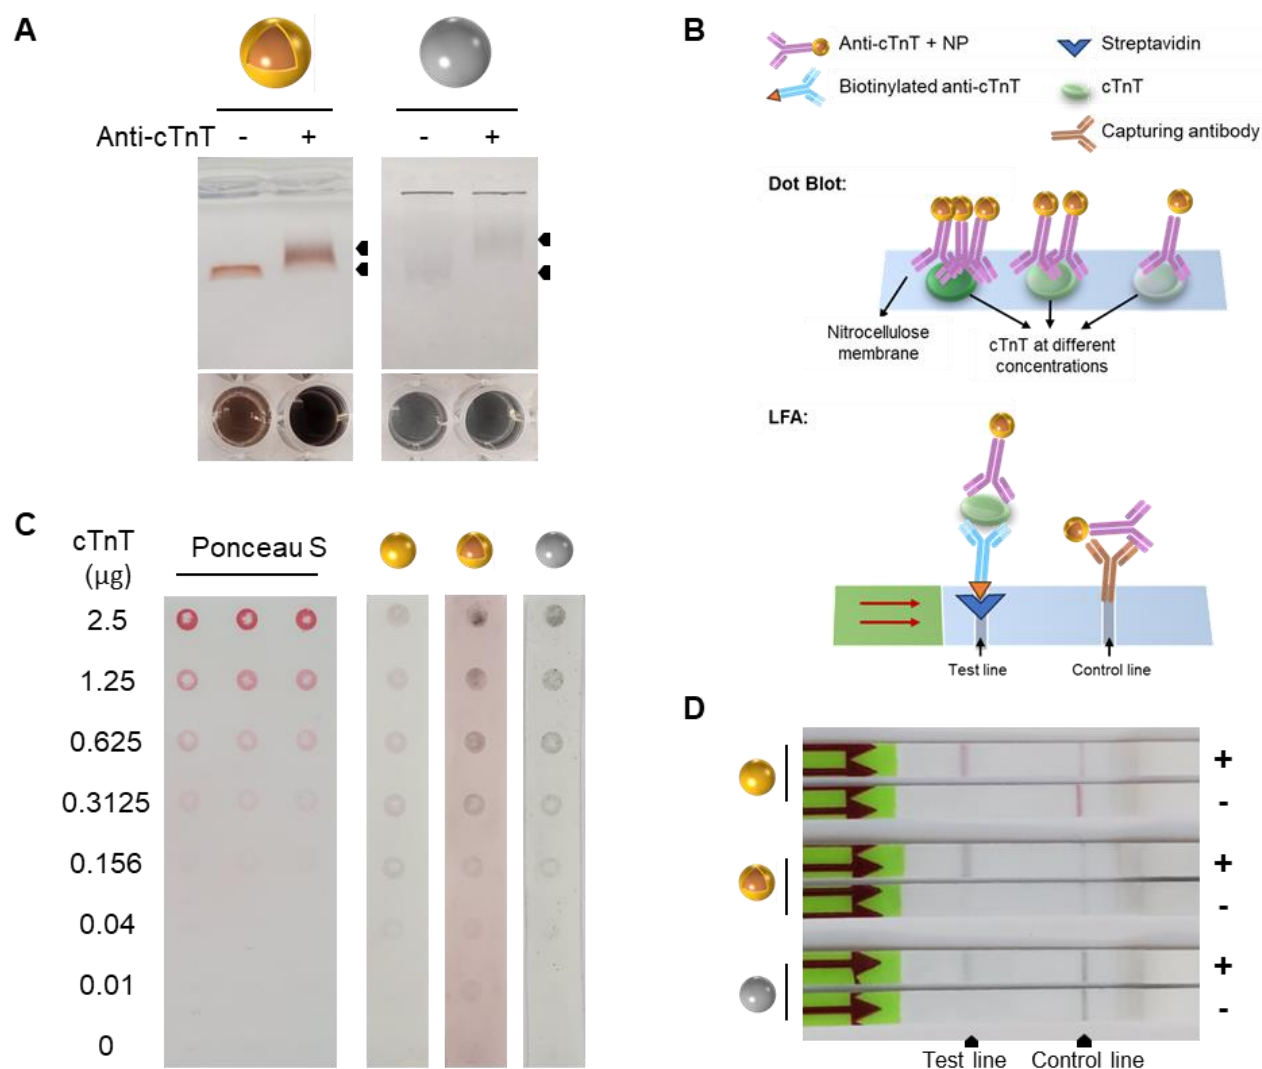 A
Anti-cTnT - + - +
B
Anti-cTnT + NP
Streptavidin
Biotinylated anti-cTnT
cTnT
Capturing antibody
Dot Blot:
Nitrocellulose
membrane
cTnT at different
concentrations
LFA:
Test line
Control line
C
cTnT
(µg)
Ponceau S
2.5
1.25
0.625
0.3125
0.156
0.04
0.01
0
D
+
-
+
-
+
-
Test line
Control line